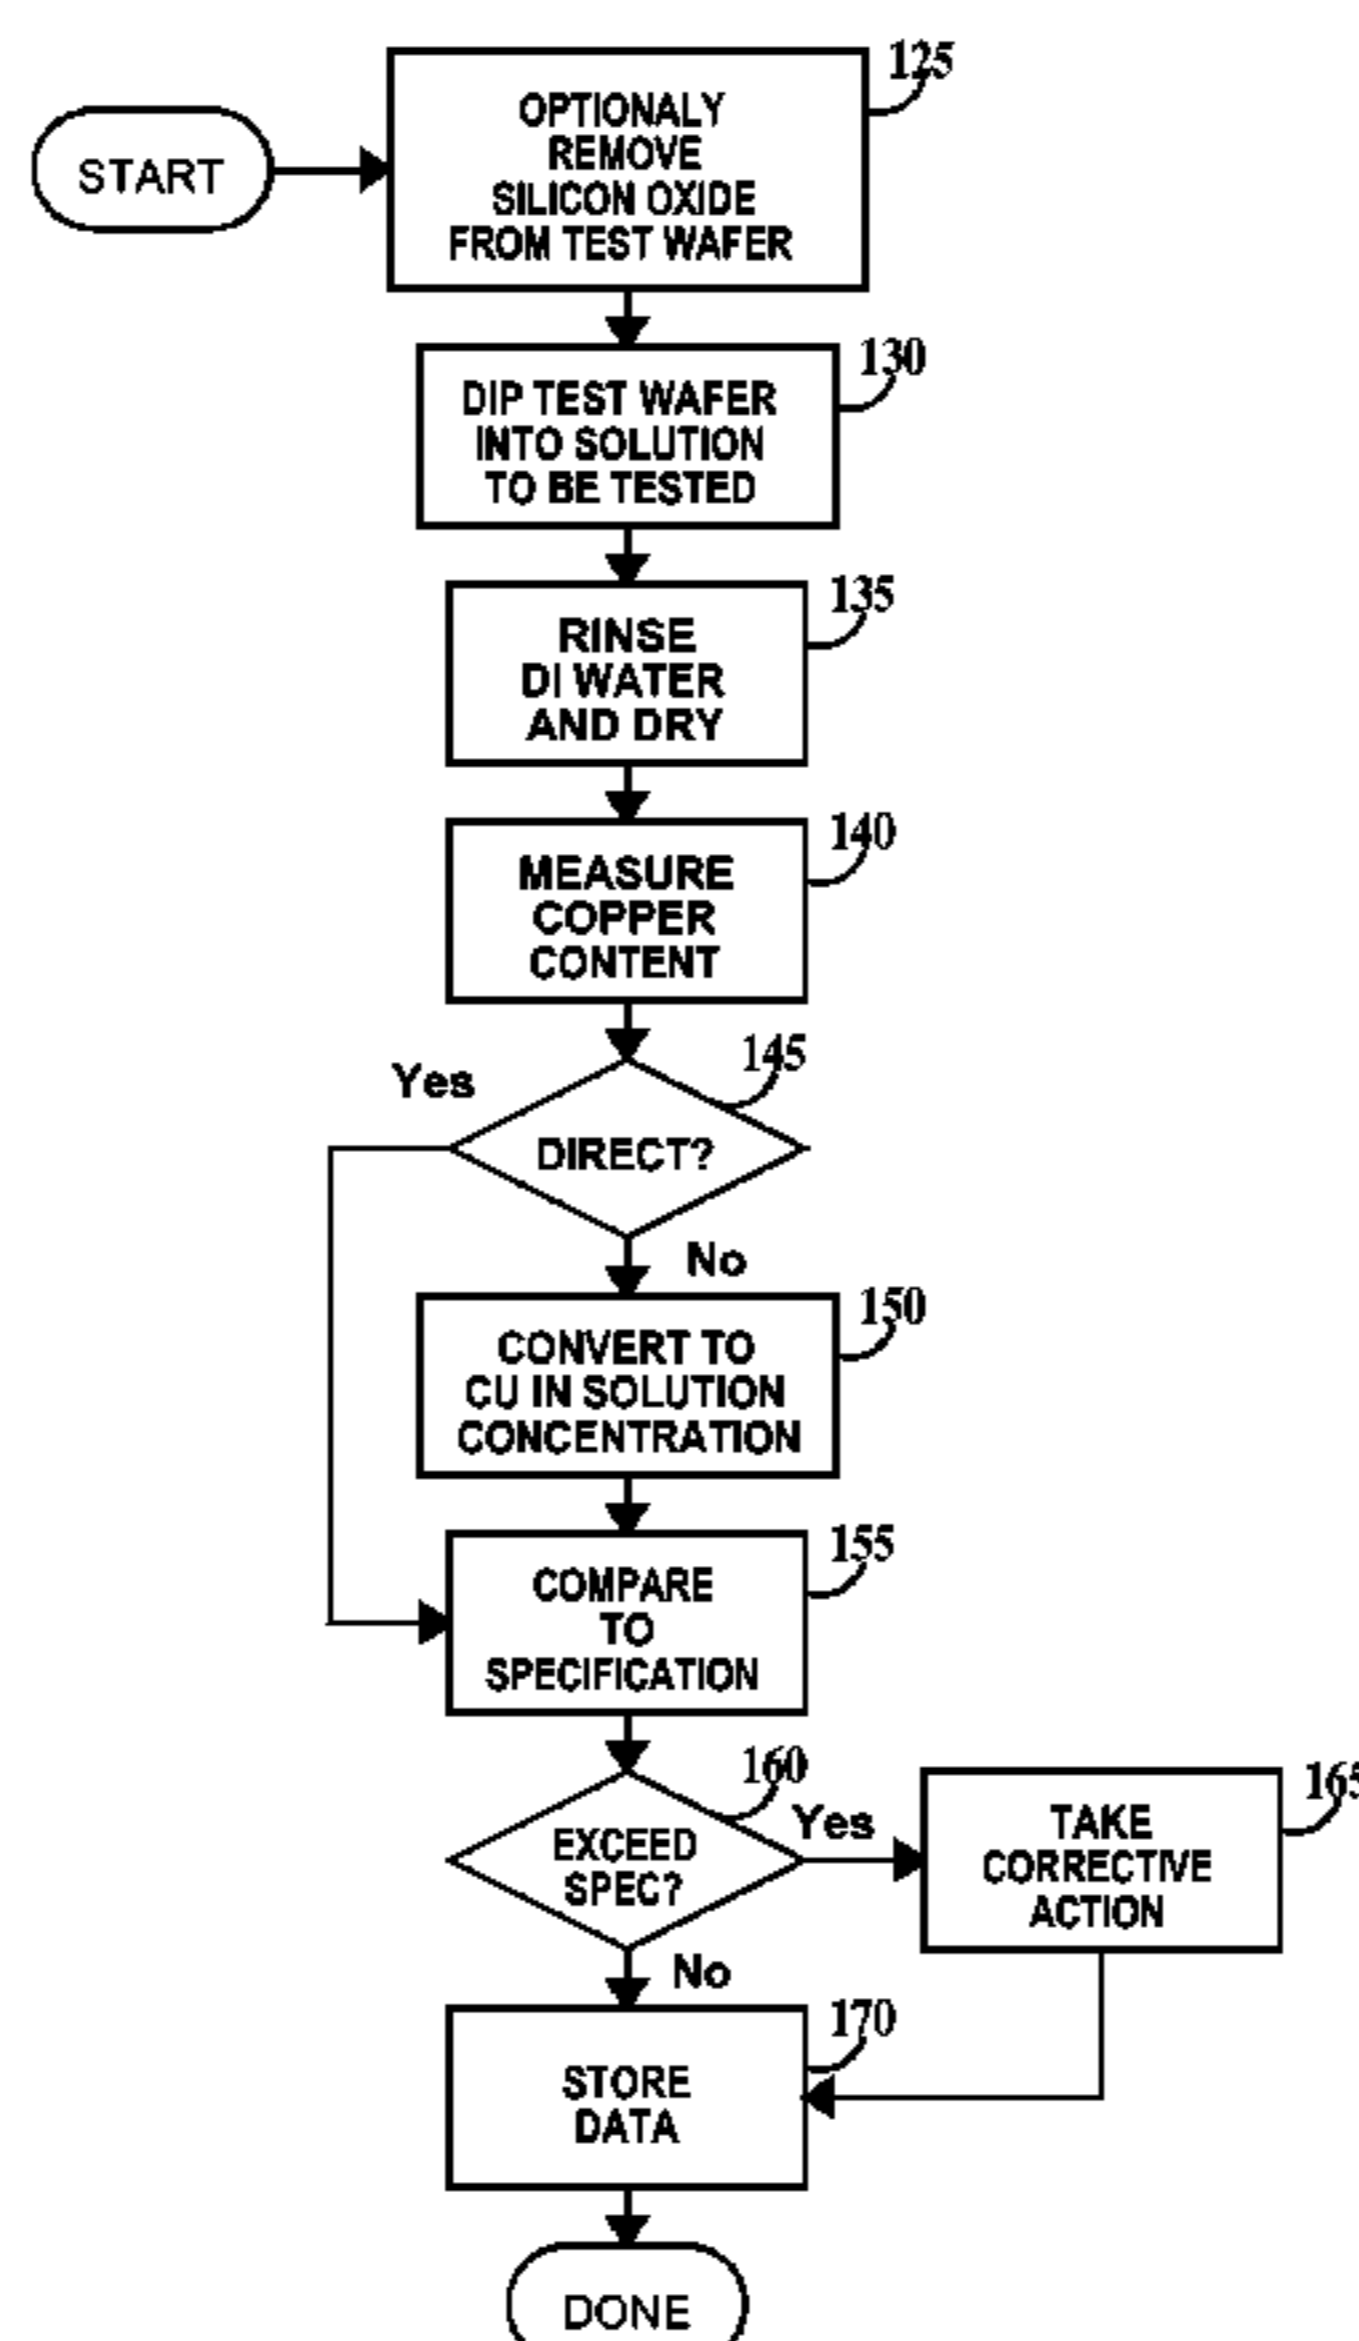 START
OPTIONALY
REMOVE
SILICON OXIDE
FROM TEST WAFER
125
DIP TEST WAFER
INTO SOLUTION
TO BE TESTED
130
RINSE
DI WATER
AND DRY
135
MEASURE
COPPER
CONTENT
140
Yes
DIRECT?
145
No
CONVERT TO
CU IN SOLUTION
CONCENTRATION
150
COMPARE
TO
SPECIFICATION
155
EXCEED
SPEC?
160
Yes
TAKE
CORRECTIVE
ACTION
165
No
STORE
DATA
170
DONE